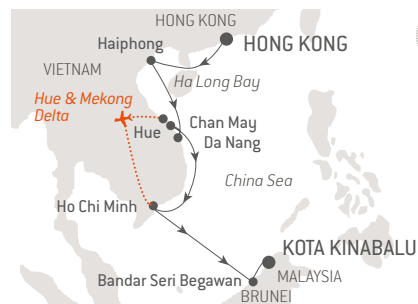 HONG KONG
HONG KONG
Haiphong
VIETNAM
Ha Long Bay
Hue & Mekong
Delta
Chan May
Hue
Da Nang
China Sea
Ho Chi Minh
KOTA KINABALU
MALAYSIA
Bandar Seri Begawan
BRUNEI